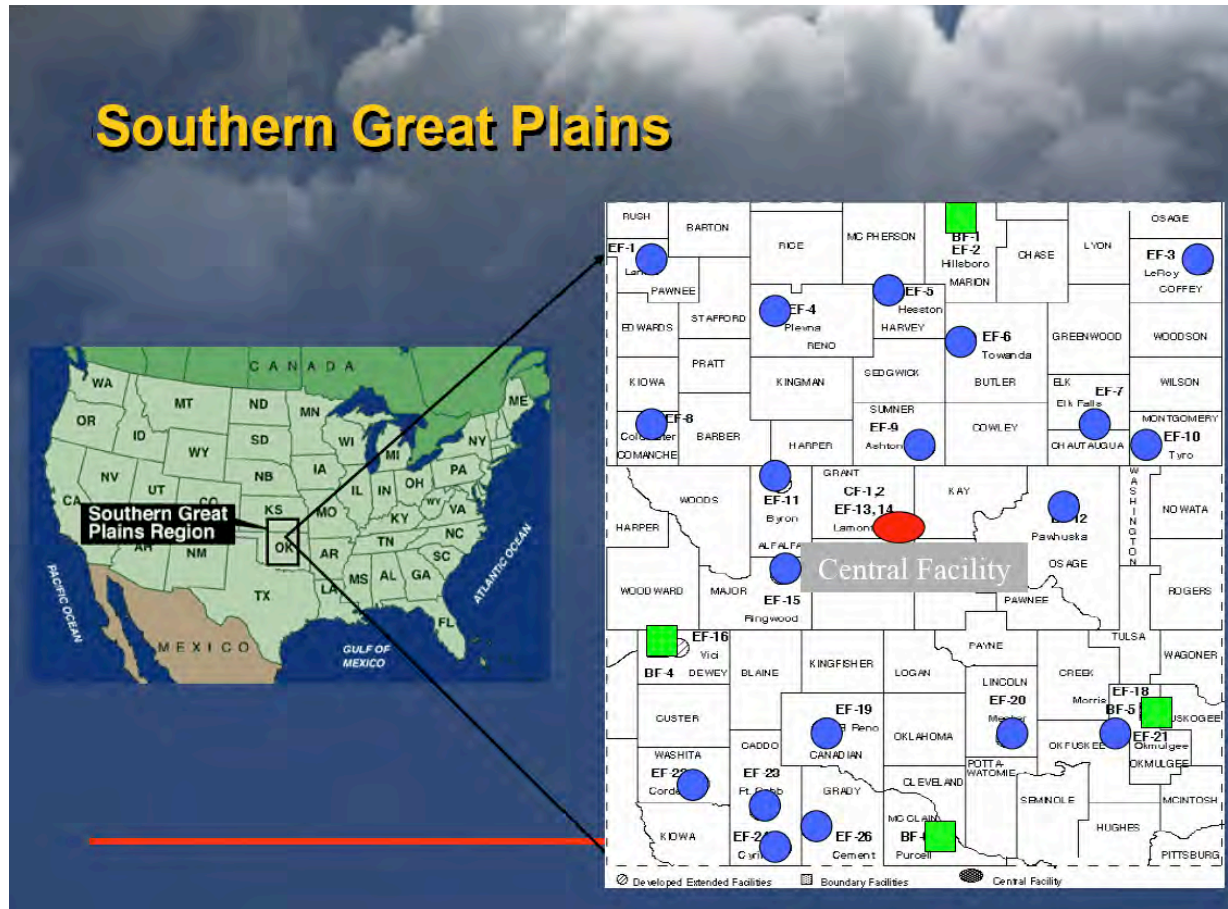 Southern Great Plains
CANADA
WA
MT
ND
MN
ME
OR
ID
SD
WI
MI
NY
WY
NV
UT
CO
NB
IA
IL
IN
OH
PA
CA
KS
MO
KY
WV
VA
Southern Great
Plains Region
OK
AR
TN
NC
SC
NM
MS
AL
GA
TX
LA
FL
PACIFIC OCEAN
ATLANTIC OCEAN
MEXICO
GULF OF
MEXICO
RUSH
BARTON
RICE
MC PHERSON
BF-1
EF-2
Hillsboro
MARION
CHASE
LYON
OSAGE
EF-1
PAWNEE
EF-3
LeRoy
COFFEY
EDWARDS
STAFFORD
EF-4
RENO
EF-5
Hesston
HARVEY
EF-6
Towanda
GREENWOOD
WOODSON
KIOWA
PRATT
KINGMAN
SEDGWICK
BUTLER
ELK
EF-7
Elk Falls
WILSON
EF-8
COMANCHE
BARBER
HARPER
SUMNER
EF-9
Ashton
COWLEY
CHAUTAUQUA
MONTGOMERY
EF-10
Tyro
HARPER
WOODS
EF-11
Byron
ALFALFA
GRANT
CF-1,2
EF-13, 14
Lamont
KAY
Pawhuska
OSAGE
WASHINGTON
NOWATA
Central Facility
WOODWARD
MAJOR
EF-15
Ringwood
PAWNEE
ROGERS
EF-16
Vici
BF-4
DEWEY
BLAINE
KINGFISHER
LOGAN
PAYNE
LINCOLN
EF-20
CREEK
TULSA
WAGONER
CUSTER
EF-19
Reno
CANADIAN
OKLAHOMA
Morris
EF-18
BF-5
EF-21
Okmulgee
OKMULGEE
OKFUSKEE
WASHITA
CADDO
EF-23
GRADY
CLEVELAND
POTTA-
WATOMIE
SEMINOLE
MCINTOSH
KIOWA
EF-26
Cement
MC CLAIN
Purcell
HUGHES
PITTSBURG
Developed Extended Facilities
Boundary Facilities
Central Facility